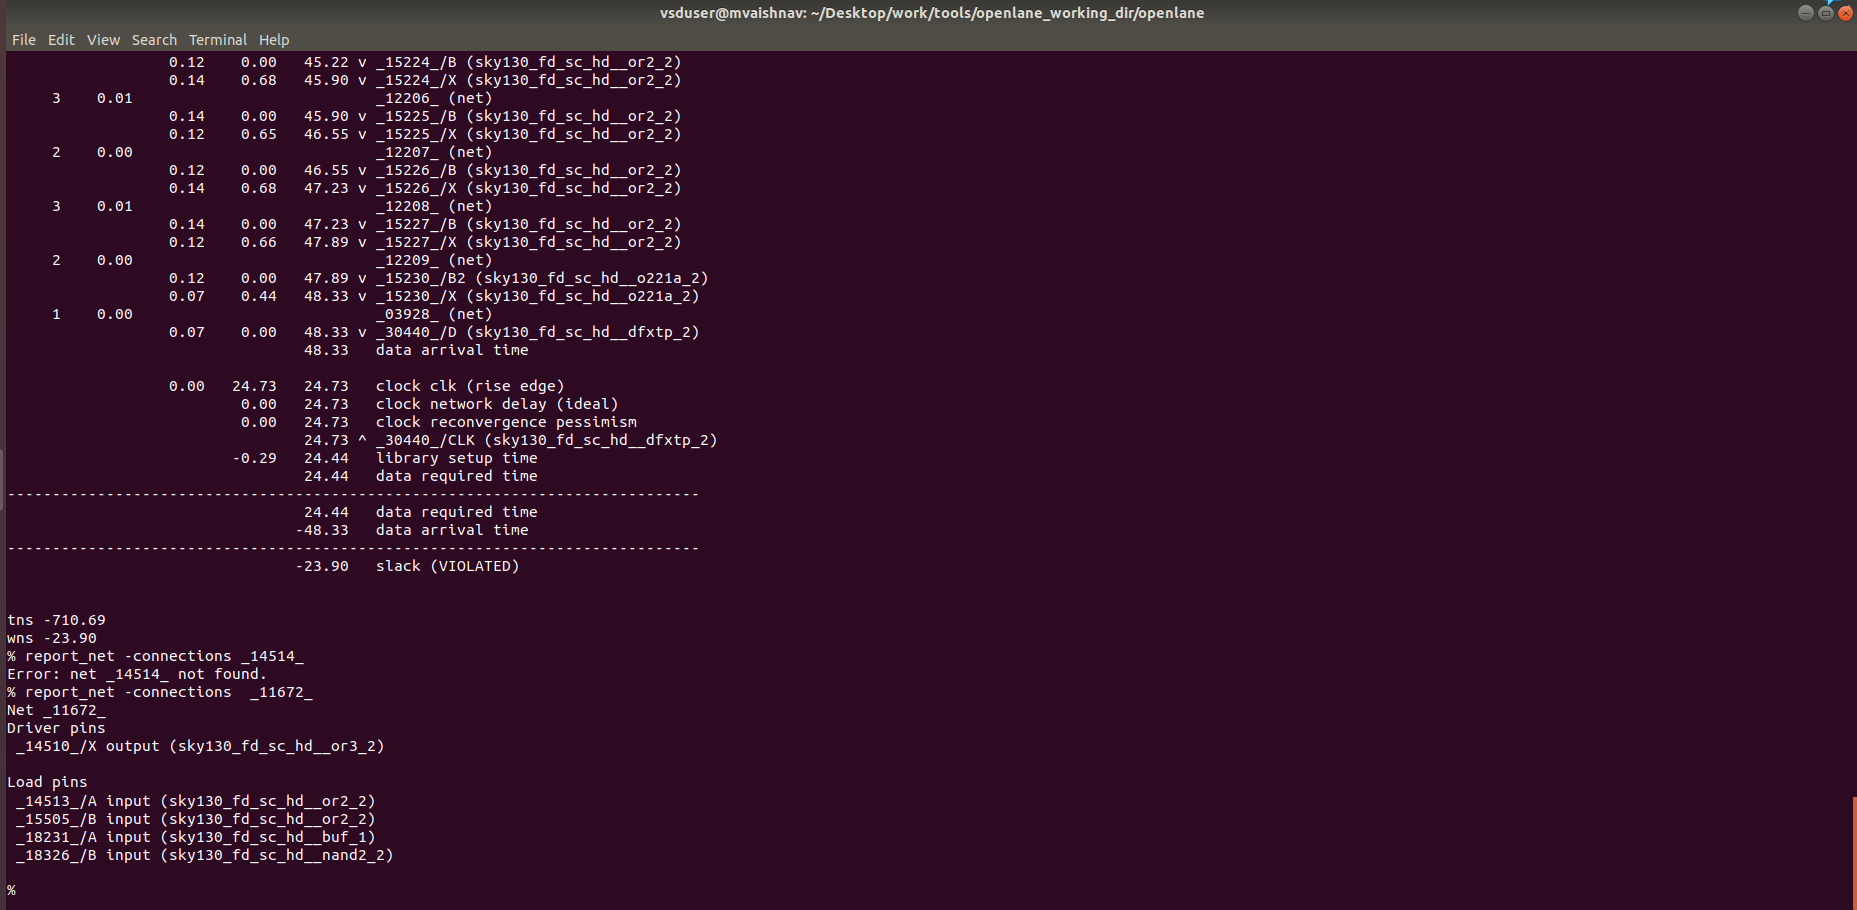 vsduser@mvaishnav: ~/Desktop/work/tools/openlane_working_dir/openlane
File Edit View Search Terminal Help
0.12 0.00 45.22 v _15224_/B (sky130_fd_sc_hd__or2_2)
0.14 0.68 45.90 v _15224_/X (sky130_fd_sc_hd__or2_2)
3 0.01 _12206_ (net)
0.14 0.00 45.90 v _15225_/B (sky130_fd_sc_hd__or2_2)
0.12 0.65 46.55 v _15225_/X (sky130_fd_sc_hd__or2_2)
2 0.00 _12207_ (net)
0.12 0.00 46.55 v _15226_/B (sky130_fd_sc_hd__or2_2)
0.14 0.68 47.23 v _15226_/X (sky130_fd_sc_hd__or2_2)
3 0.01 _12208_ (net)
0.14 0.00 47.23 v _15227_/B (sky130_fd_sc_hd__or2_2)
0.12 0.66 47.89 v _15227_/X (sky130_fd_sc_hd__or2_2)
2 0.00 _12209_ (net)
0.12 0.00 47.89 v _15230_/B2 (sky130_fd_sc_hd__o221a_2)
0.07 0.44 48.33 v _15230_/X (sky130_fd_sc_hd__o221a_2)
1 0.00 _03928_ (net)
0.07 0.00 48.33 v _30440_/D (sky130_fd_sc_hd__dfxtp_2)
48.33 data arrival time
0.00 24.73 24.73 clock clk (rise edge)
0.00 24.73 clock network delay (ideal)
0.00 24.73 clock reconvergence pessimism
24.73 ^ _30440_/CLK (sky130_fd_sc_hd__dfxtp_2)
-0.29 24.44 library setup time
24.44 data required time
-----------------------------------------------------------------------------
24.44 data required time
-48.33 data arrival time
-----------------------------------------------------------------------------
-23.90 slack (VIOLATED)
tns -710.69
wns -23.90
% report_net -connections _14514_
Error: net _14514_ not found.
% report_net -connections  _11672_
Net _11672_
Driver pins
_14510_/X output (sky130_fd_sc_hd__or3_2)
Load pins
_14513_/A input (sky130_fd_sc_hd__or2_2)
_15505_/B input (sky130_fd_sc_hd__or2_2)
_18231_/A input (sky130_fd_sc_hd__buf_1)
_18326_/B input (sky130_fd_sc_hd__nand2_2)
%